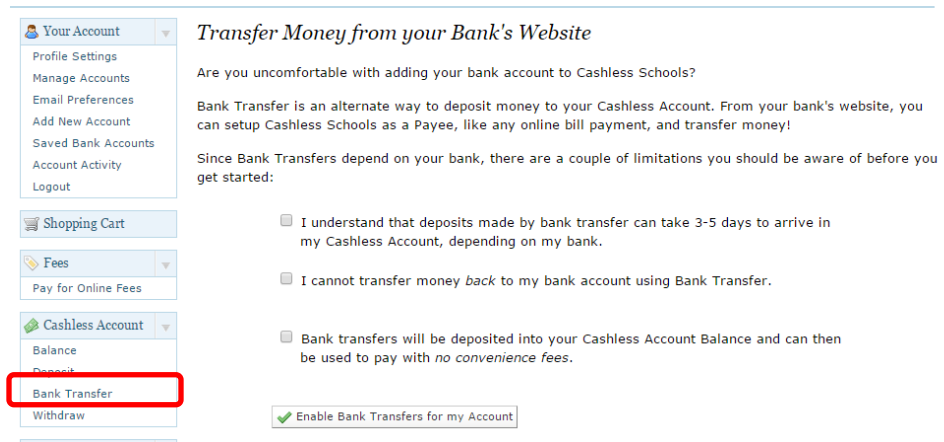 Your Account
Profile Settings
Manage Accounts
Email Preferences
Add New Account
Saved Bank Accounts
Account Activity
Logout
Shopping Cart
Fees
Pay for Online Fees
Cashless Account
Balance
Deposit
Bank Transfer
Withdraw
Transfer Money from your Bank's Website
Are you uncomfortable with adding your bank account to Cashless Schools?
Bank Transfer is an alternate way to deposit money to your Cashless Account. From your bank's website, you
can setup Cashless Schools as a Payee, like any online bill payment, and transfer money!
Since Bank Transfers depend on your bank, there are a couple of limitations you should be aware of before you
get started:
I understand that deposits made by bank transfer can take 3-5 days to arrive in
my Cashless Account, depending on my bank.
I cannot transfer money back to my bank account using Bank Transfer.
Bank transfers will be deposited into your Cashless Account Balance and can then
be used to pay with no convenience fees.
Enable Bank Transfers for my Account